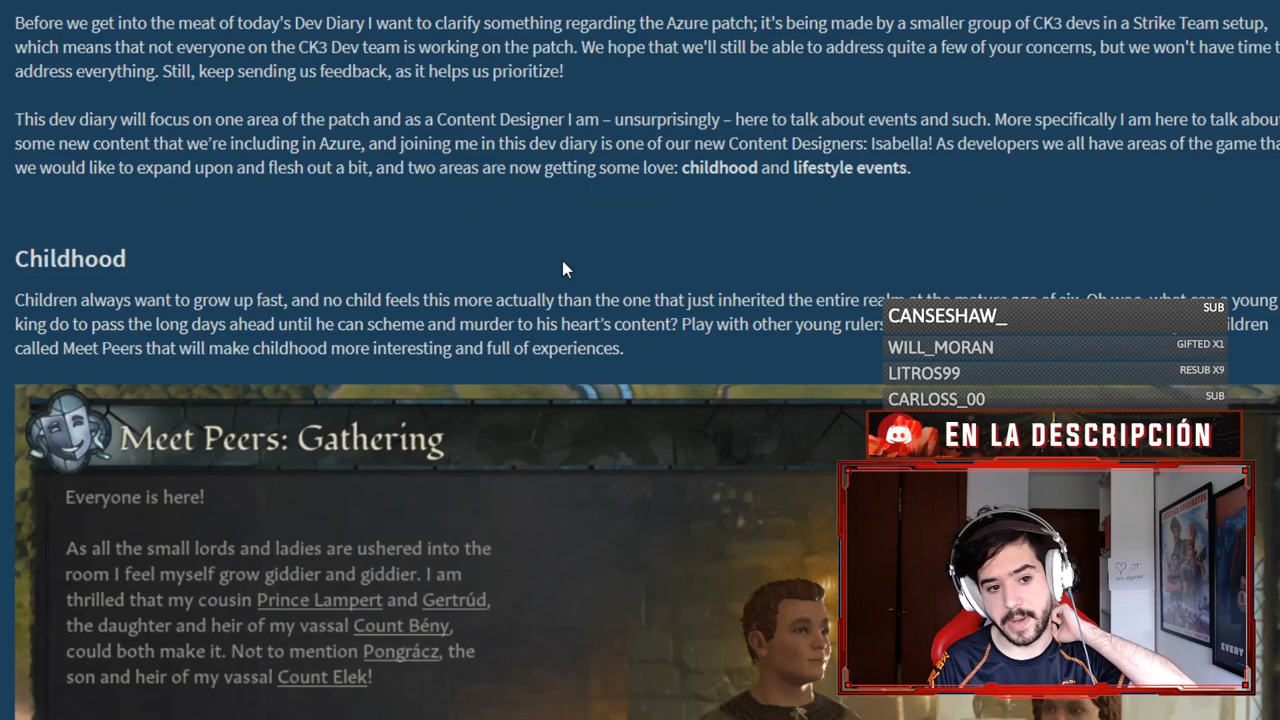 Before we get into the meat of today's Dev Diary I want to clarify something regarding the Azure patch; it's being made by a smaller group of CK3 devs in a Strike Team setup,
which means that not everyone on the CK3 Dev team is working on the patch. We hope that we'll still be able to address quite a few of your concerns, but we won't have time t
address everything. Still, keep sending us feedback, as it helps us prioritize!
This dev diary will focus on one area of the patch and as a Content Designer I am – unsurprisingly – here to talk about events and such. More specifically I am here to talk abou
some new content that we're including in Azure, and joining me in this dev diary is one of our new Content Designers: Isabella! As developers we all have areas of the game tha
we would like to expand upon and flesh out a bit, and two areas are now getting some love: childhood and lifestyle events.
Childhood
Children always want to grow up fast, and no child feels this more actually than the one that just inherited the entire realm at the mature age of six. Oh woe, what can a young
king do to pass the long days ahead until he can scheme and murder to his heart's content? Play with other young rulers
called Meet Peers that will make childhood more interesting and full of experiences.
CANSESHAW_ SUB
WILL_MORAN GIFTED X1
LITROS99 RESUB X9
CARLOSS_00 SUB
EN LA DESCRIPCIÓN
Meet Peers: Gathering
Everyone is here!
As all the small lords and ladies are ushered into the
room I feel myself grow giddier and giddier. I am
thrilled that my cousin Prince Lampert and Gertrúd,
the daughter and heir of my vassal Count Bény,
could both make it. Not to mention Pongrácz, the
son and heir of my vassal Count Elek!
EVERY